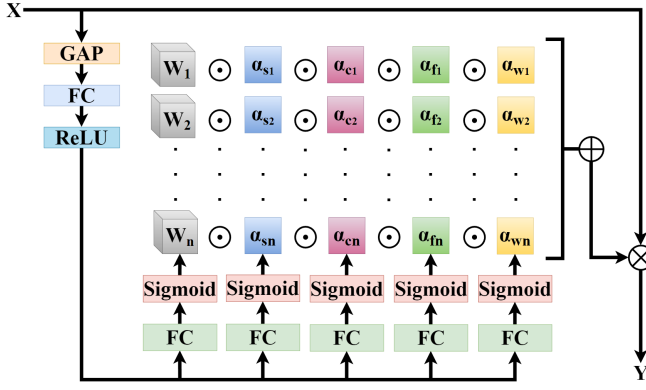 X
GAP
FC
ReLU
W₁ αs₁ αc₁ αf₁ αw₁
W₂ αs₂ αc₂ αf₂ αw₂
Wₙ αsn αcn αfn αwn
Sigmoid Sigmoid Sigmoid Sigmoid Sigmoid
FC FC FC FC FC
Y